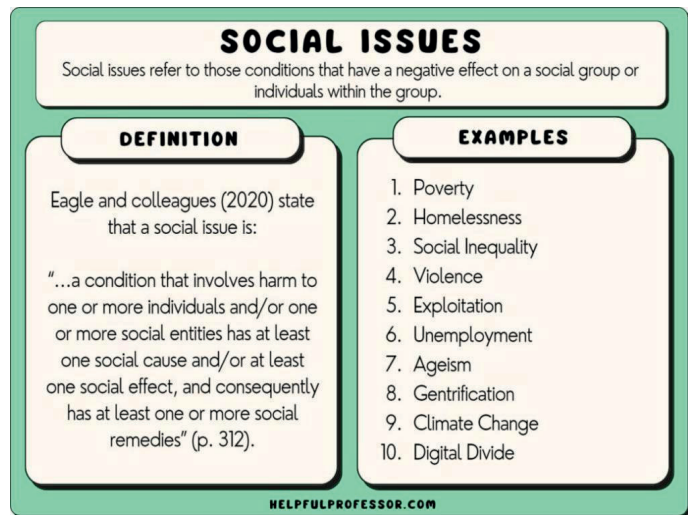 SOCIAL ISSUES
Social issues refer to those conditions that have a negative effect on a social group or
individuals within the group.
DEFINITION
Eagle and colleagues (2020) state
that a social issue is:
"...a condition that involves harm to
one or more individuals and/or one
or more social entities has at least
one social cause and/or at least
one social effect, and consequently
has at least one or more social
remedies" (p. 312).
EXAMPLES
1. Poverty
2. Homelessness
3. Social Inequality
4. Violence
5. Exploitation
6. Unemployment
7. Ageism
8. Gentrification
9. Climate Change
10. Digital Divide
HELPFULPROFESSOR.COM